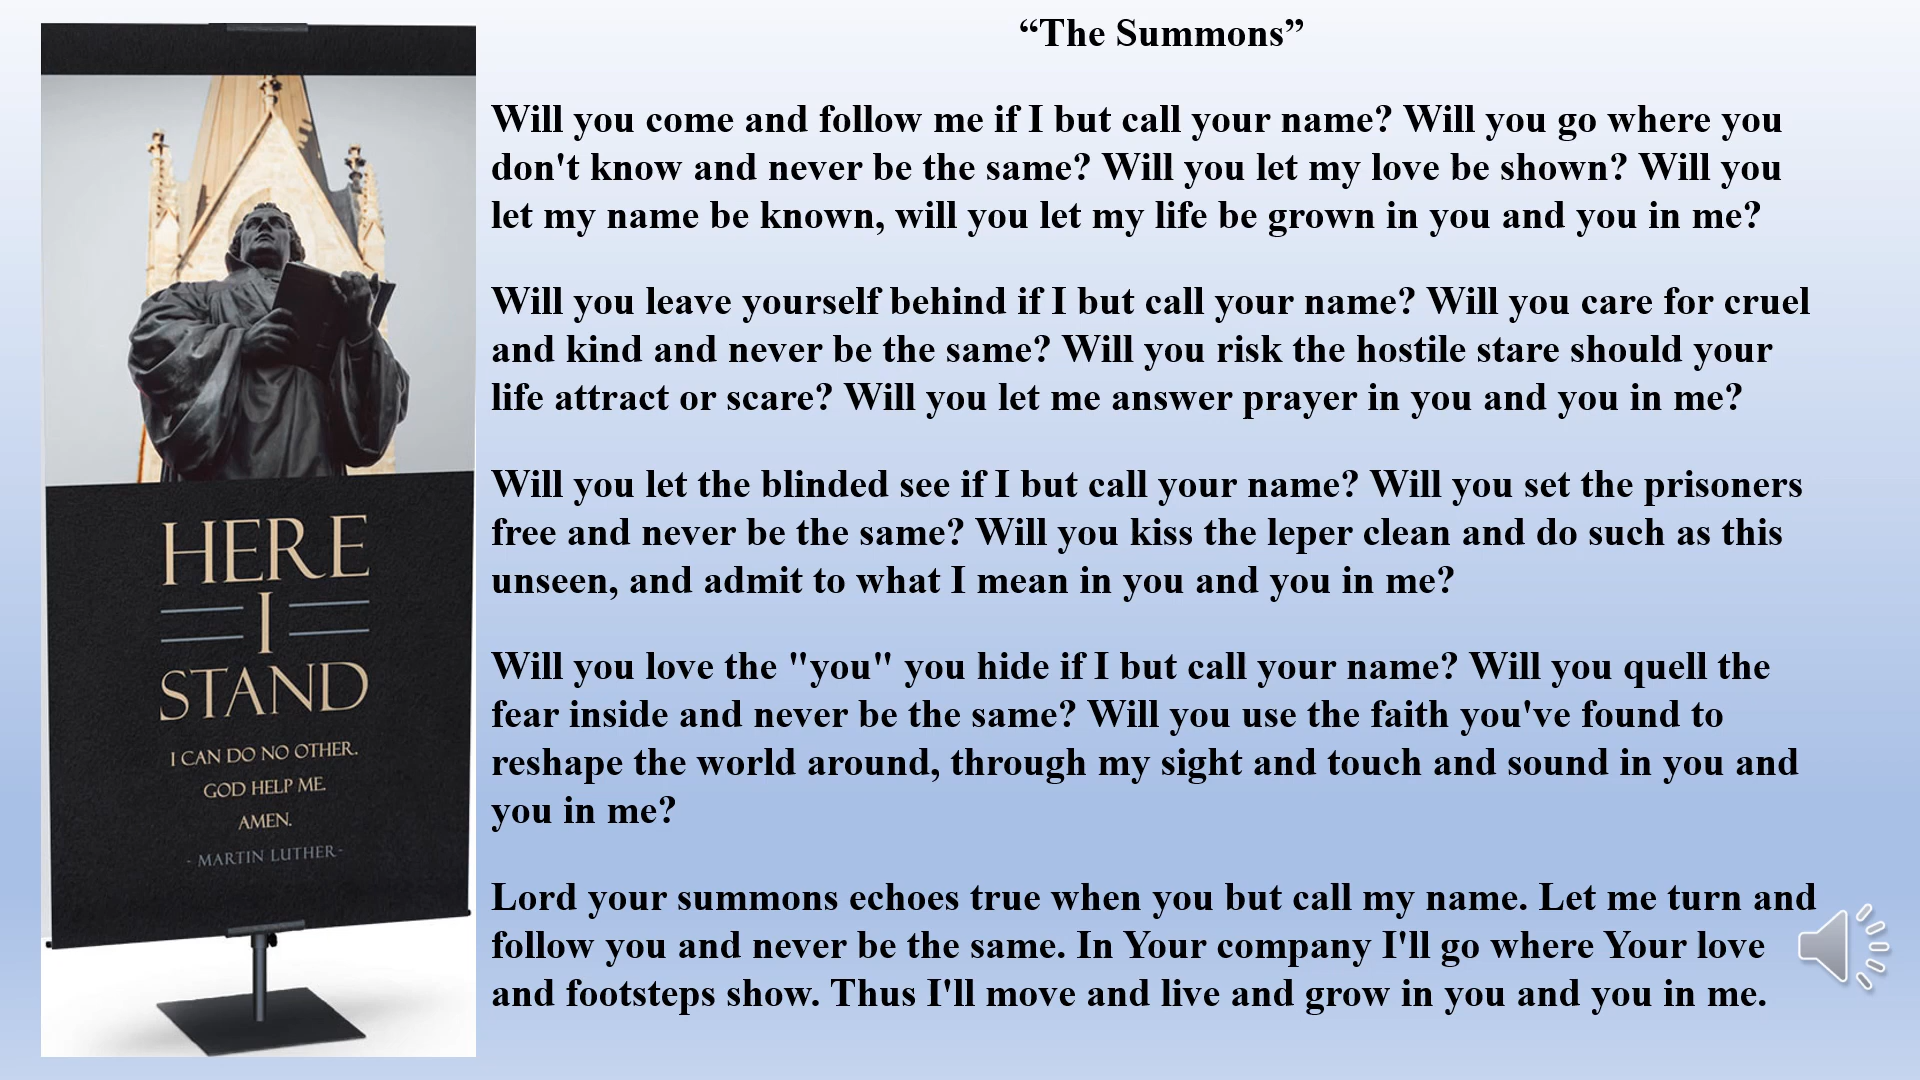 “The Summons”
Will you come and follow me if I but call your name? Will you go where you
don't know and never be the same? Will you let my love be shown? Will you
let my name be known, will you let my life be grown in you and you in me?
Will you leave yourself behind if I but call your name? Will you care for cruel
and kind and never be the same? Will you risk the hostile stare should your
life attract or scare? Will you let me answer prayer in you and you in me?
Will you let the blinded see if I but call your name? Will you set the prisoners
free and never be the same? Will you kiss the leper clean and do such as this
unseen, and admit to what I mean in you and you in me?
Will you love the "you" you hide if I but call your name? Will you quell the
fear inside and never be the same? Will you use the faith you've found to
reshape the world around, through my sight and touch and sound in you and
you in me?
Lord your summons echoes true when you but call my name. Let me turn and
follow you and never be the same. In Your company I'll go where Your love
and footsteps show. Thus I'll move and live and grow in you and you in me.
HERE
I
STAND
I CAN DO NO OTHER.
GOD HELP ME.
AMEN.
- MARTIN LUTHER -